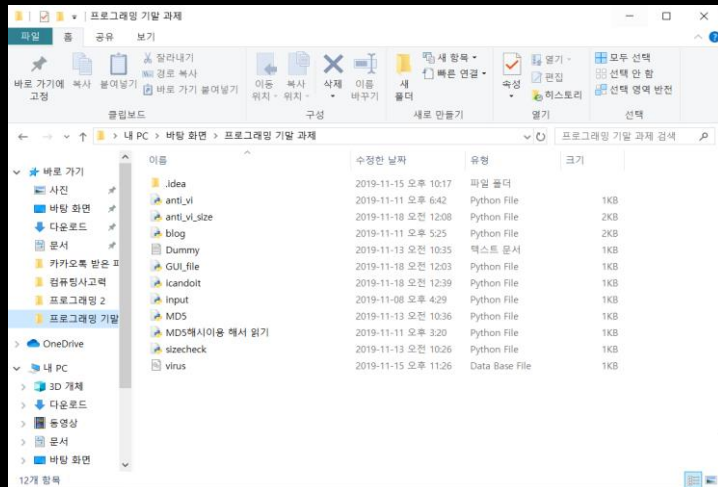 프로그래밍 기말 과제
파일 홈 공유 보기
바로 가기에 고정
복사
붙여넣기
잘라내기
경로 복사
바로 가기 붙여넣기
클립보드
이동 위치
복사 위치
삭제
이름 바꾸기
구성
새 폴더
새 항목
빠른 연결
새로 만들기
속성
열기
편집
히스토리
열기
모두 선택
선택 안 함
선택 영역 반전
선택
내 PC > 바탕 화면 > 프로그래밍 기말 과제
프로그래밍 기말 과제 검색
바로 가기
사진
바탕 화면
다운로드
문서
카카오톡 받은 파
컴퓨팅사고력
프로그래밍 2
프로그래밍 기말
OneDrive
내 PC
3D 개체
다운로드
동영상
문서
바탕 화면
이름 수정한 날짜 유형 크기
.idea 2019-11-15 오후 10:17 파일 폴더
anti_vi 2019-11-11 오후 6:42 Python File 1KB
anti_vi_size 2019-11-18 오전 12:08 Python File 2KB
blog 2019-11-11 오후 5:25 Python File 2KB
Dummy 2019-11-13 오전 10:35 텍스트 문서 1KB
GUI_file 2019-11-18 오전 12:03 Python File 1KB
icandoit 2019-11-18 오전 12:39 Python File 1KB
input 2019-11-08 오후 4:29 Python File 1KB
MD5 2019-11-13 오전 10:36 Python File 1KB
MD5해시이용 해서 읽기 2019-11-11 오후 3:20 Python File 1KB
sizecheck 2019-11-13 오전 10:26 Python File 1KB
virus 2019-11-15 오후 11:26 Data Base File 1KB
12개 항목